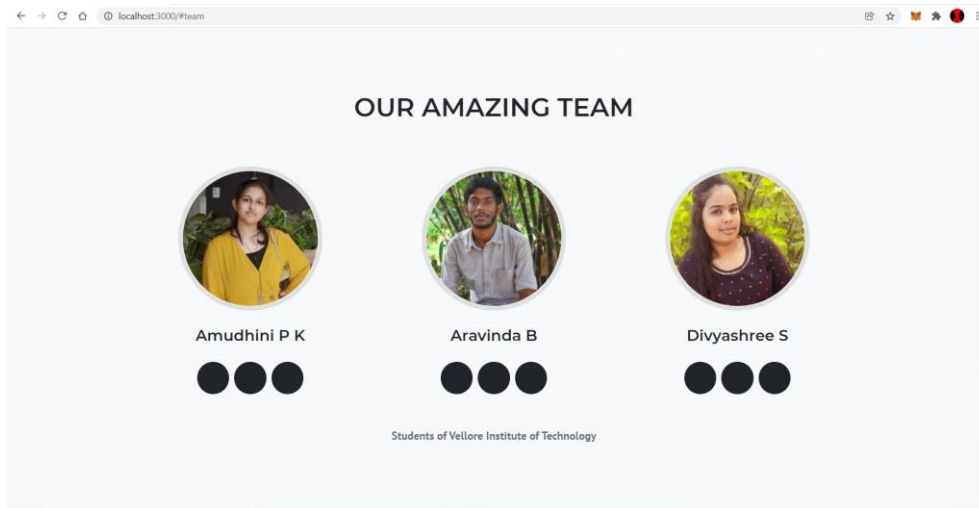 localhost:3000/#team
OUR AMAZING TEAM
Amudhini P K
Aravinda B
Divyashree S
Students of Vellore Institute of Technology